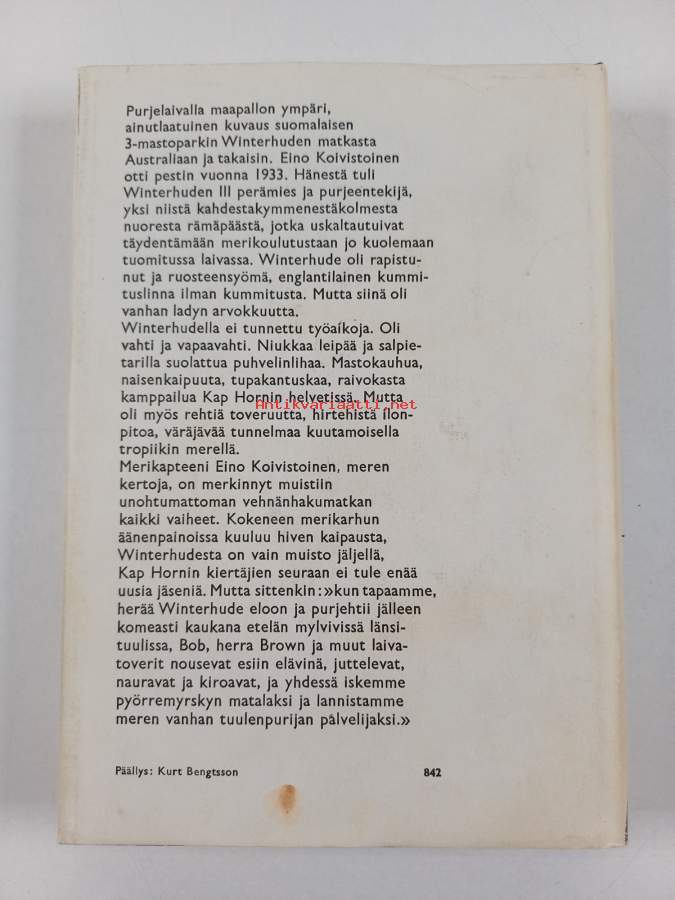 Purjelaivalla maapallon ympäri,
ainutlaatuinen kuvaus suomalaisen
3-mastoparkin Winterhuden matkasta
Australiaan ja takaisin. Eino Koivistoinen
otti pestin vuonna 1933. Hänestä tuli
Winterhuden III perämies ja purjeentekijä,
yksi niistä kahdestakymmenestäkolmesta
nuoresta rämäpäästä, jotka uskaltautuivat
täydentämään merikoulutustaan jo kuolemaan
tuomitussa laivassa. Winterhude oli rapistu-
nut ja ruosteensyömä, englantilainen kummi-
tuslinna ilman kummitusta. Mutta siinä oli
vanhan ladyn arvokkuutta.
Winterhudella ei tunnettu työaikoja. Oli
vahti ja vapaavahti. Niukkaa leipää ja salpie-
tarilla suolattua puhvelinlihaa. Mastokauhua,
naisenkaipuuta, tupakantuskaa, raivokasta
kamppailua Kap Hornin helvetissä. Mutta
Antikvariaatti.net
oli myös rehtiä toveruutta, hirtehistä ilon-
pitoa, väräjävää tunnelmaa kuutamoisella
tropiikin merellä.
Merikapteeni Eino Koivistoinen, meren
kertoja, on merkinnyt muistiin
unohtumattoman vehnänhakumatkan
kaikki vaiheet. Kokeneen merikarhun
äänenpainoissa kuuluu hiven kaipausta,
Winterhudesta on vain muisto jäljellä,
Kap Hornin kiertäjien seuraan ei tule enää
uusia jäseniä. Mutta sittenkin:»kun tapaamme,
herää Winterhude eloon ja purjehtii jälleen
komeasti kaukana etelän mylvivissä länsi-
tuulissa, Bob, herra Brown ja muut laiva-
toverit nousevat esiin elävinä, juttelevat,
nauravat ja kiroavat, ja yhdessä iskemme
pyörremyrskyn matalaksi ja lannistamme
meren vanhan tuulenpurijan palvelijaksi.»
Päällys: Kurt Bengtsson 842